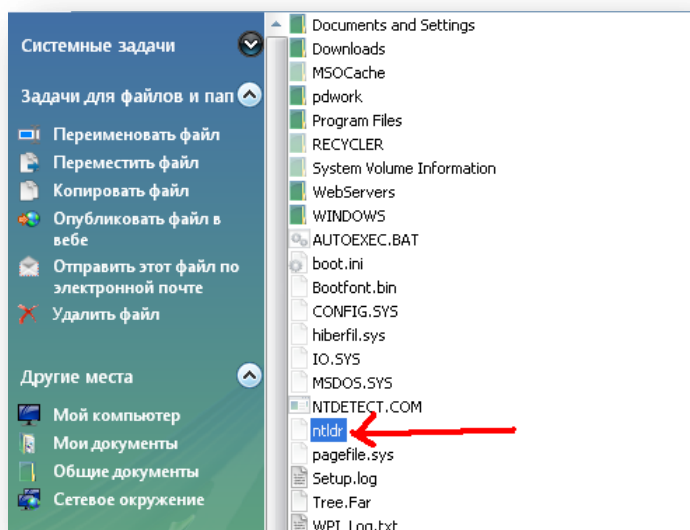 Системные задачи
Задачи для файлов и пап
Переименовать файл
Переместить файл
Копировать файл
Опубликовать файл в
вебе
Отправить этот файл по
электронной почте
Удалить файл
Другие места
Мой компьютер
Мои документы
Общие документы
Сетевое окружение
Documents and Settings
Downloads
MSOCache
pdwork
Program Files
RECYCLER
System Volume Information
WebServers
WINDOWS
AUTOEXEC.BAT
boot.ini
Bootfont.bin
CONFIG.SYS
hiberfil.sys
IO.SYS
MSDOS.SYS
NTDETECT.COM
ntldr
pagefile.sys
Setup.log
Tree.Far
WPI_Log.txt